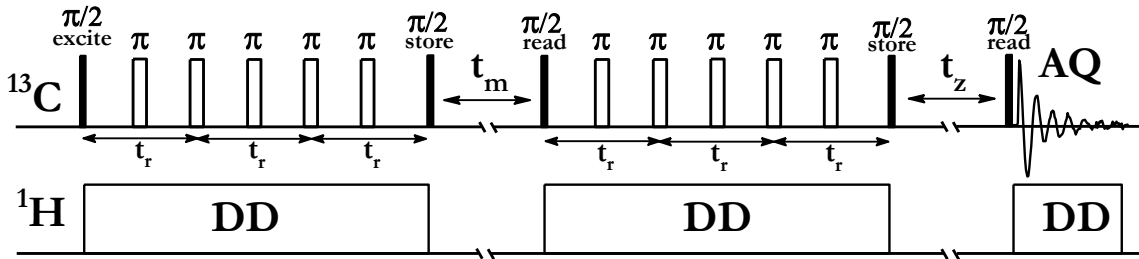 π/2 π/2 π/2 π/2 π/2
excite π π π π π store read π π π π π store read
¹³C t_m t_z AQ
t_r t_r t_r t_r t_r t_r
¹H DD DD DD